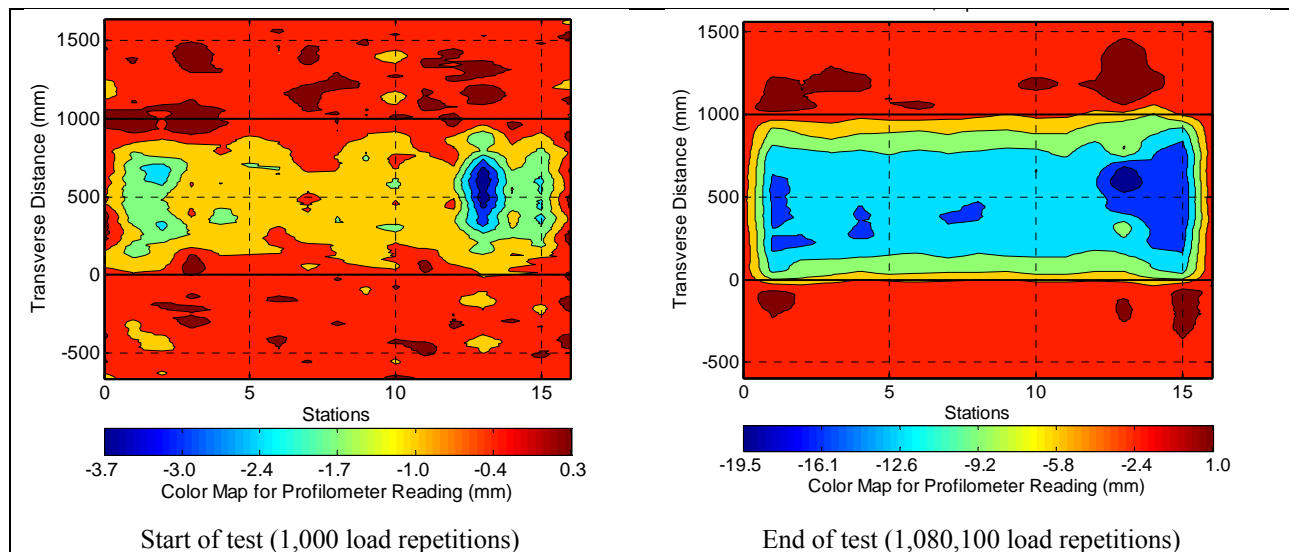 1500
1000
500
0
-500
Transverse Distance (mm)
0 5 10 15
Stations
-3.7 -3.0 -2.4 -1.7 -1.0 -0.4 0.3
Color Map for Profilometer Reading (mm)
Start of test (1,000 load repetitions)
1500
1000
500
0
-500
Transverse Distance (mm)
0 5 10 15
Stations
-19.5 -16.1 -12.6 -9.2 -5.8 -2.4 1.0
Color Map for Profilometer Reading (mm)
End of test (1,080,100 load repetitions)